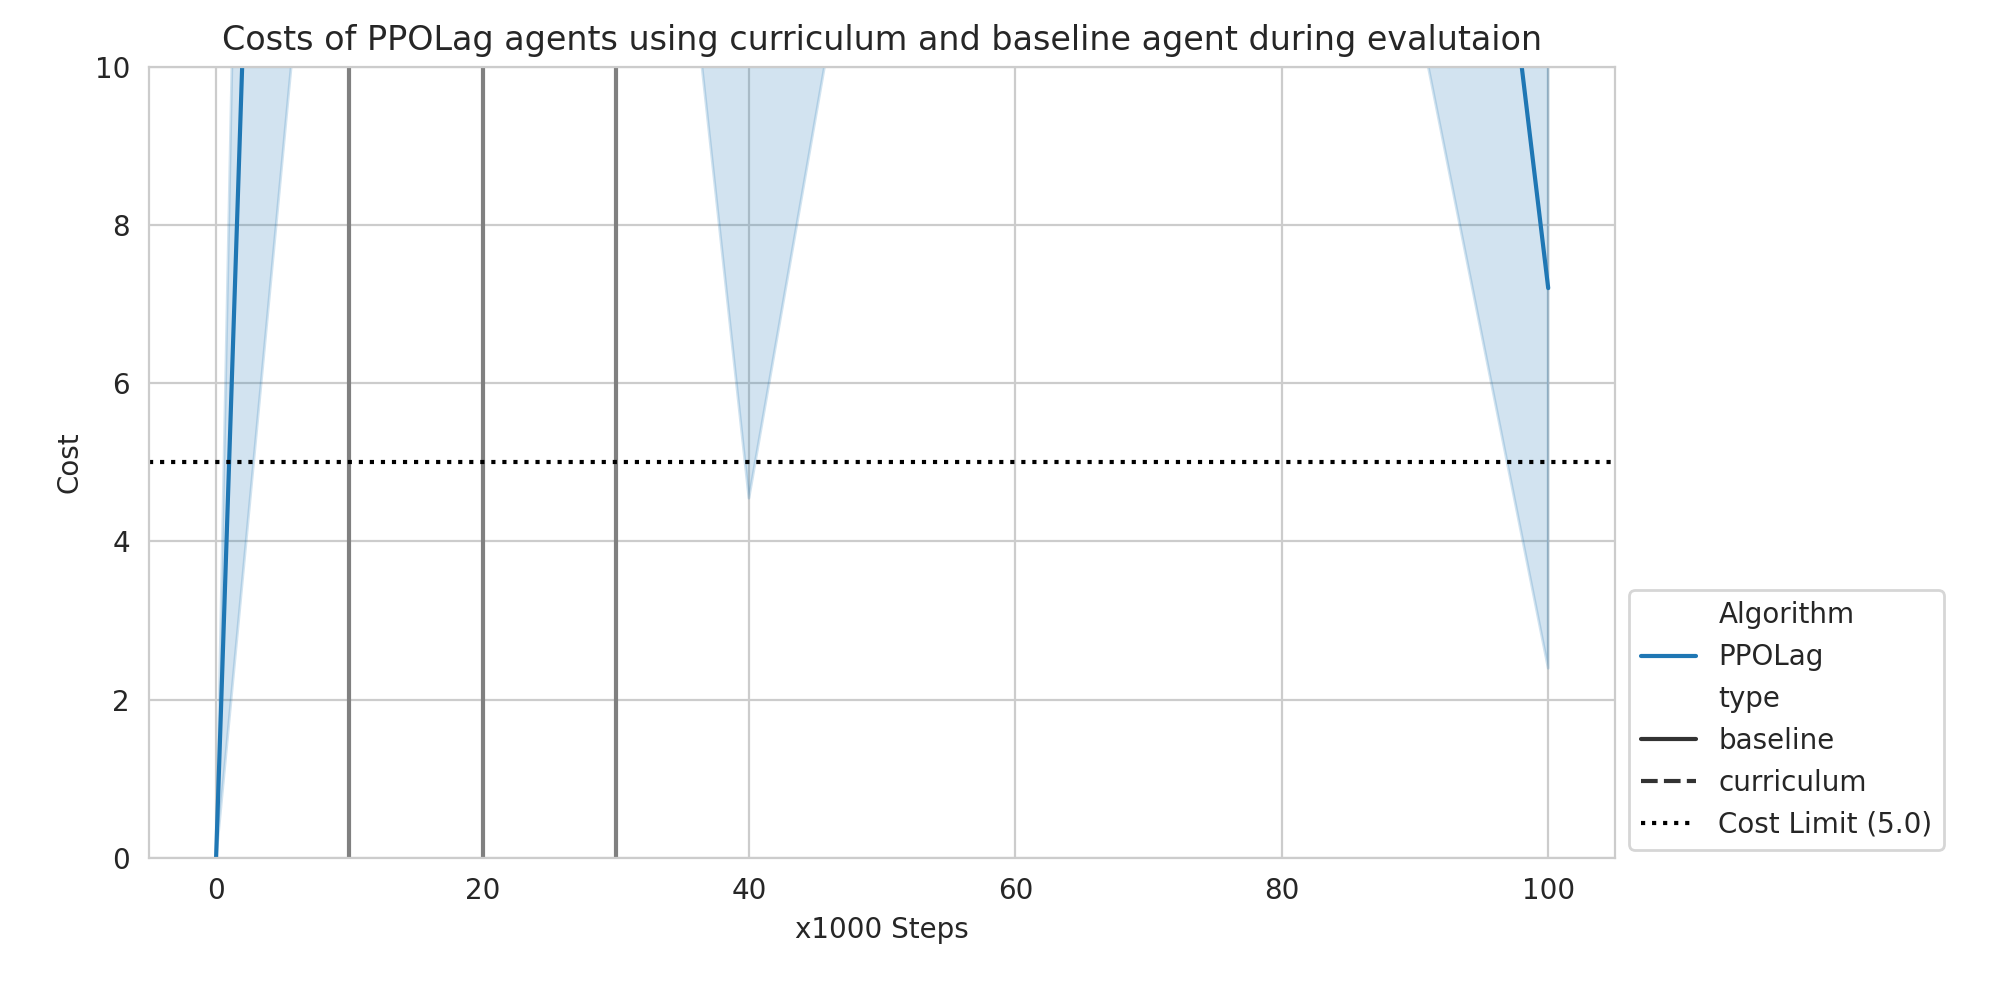 Costs of PPOLag agents using curriculum and baseline agent during evalutaion
10
8
6
4
2
0
Cost
0 20 40 60 80 100
x1000 Steps
Algorithm
PPOLag
type
baseline
curriculum
Cost Limit (5.0)